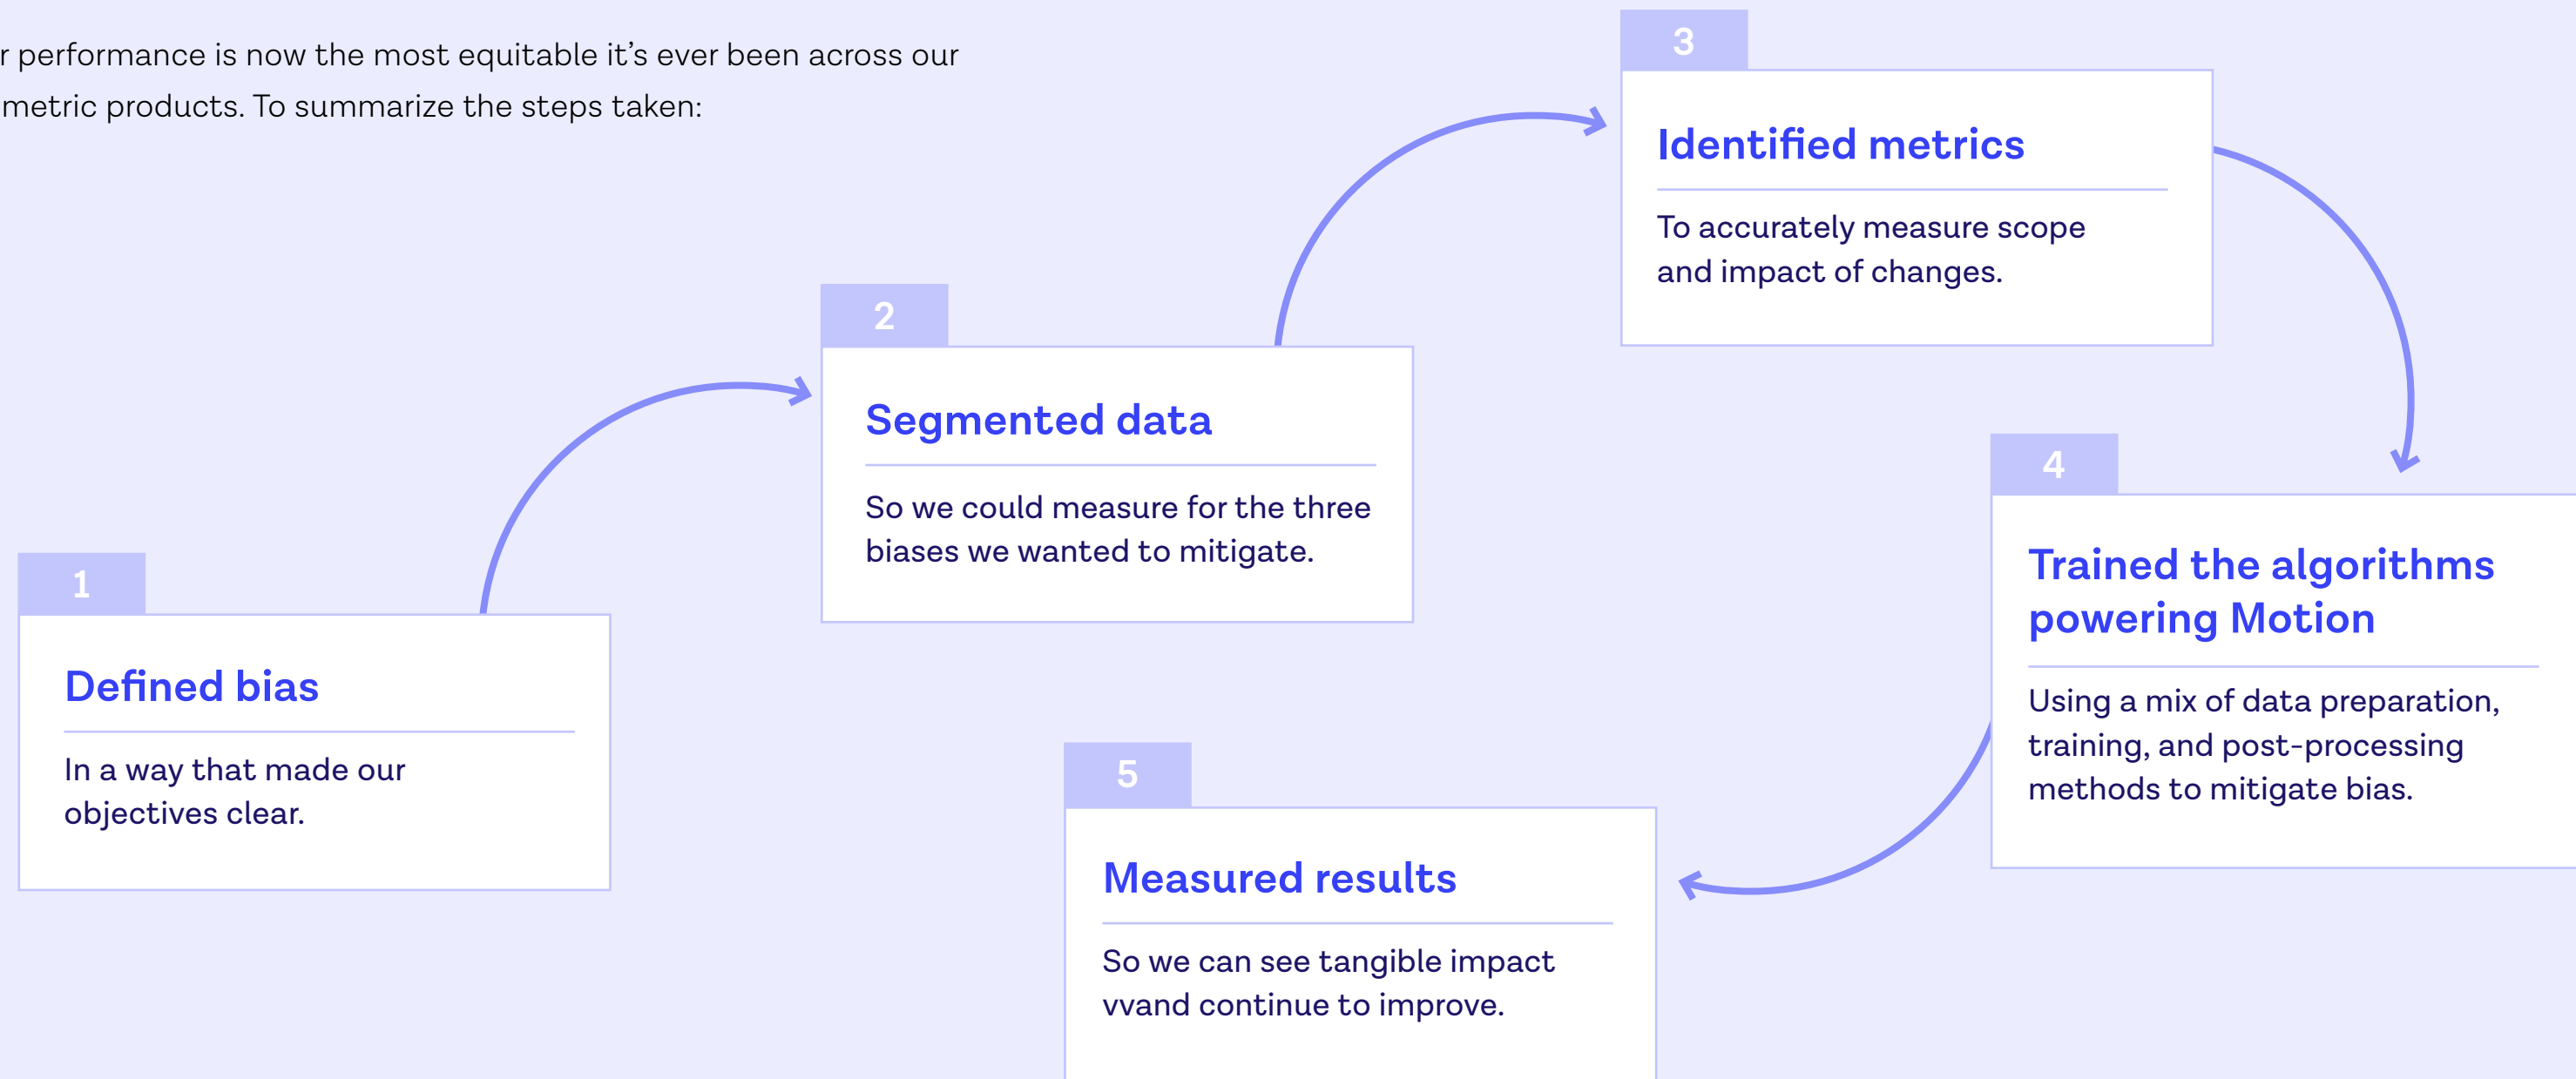 r performance is now the most equitable it’s ever been across our
metric products. To summarize the steps taken:
1
Defined bias
In a way that made our
objectives clear.
2
Segmented data
So we could measure for the three
biases we wanted to mitigate.
3
Identified metrics
To accurately measure scope
and impact of changes.
4
Trained the algorithms
powering Motion
Using a mix of data preparation,
training, and post-processing
methods to mitigate bias.
5
Measured results
So we can see tangible impact
vvand continue to improve.